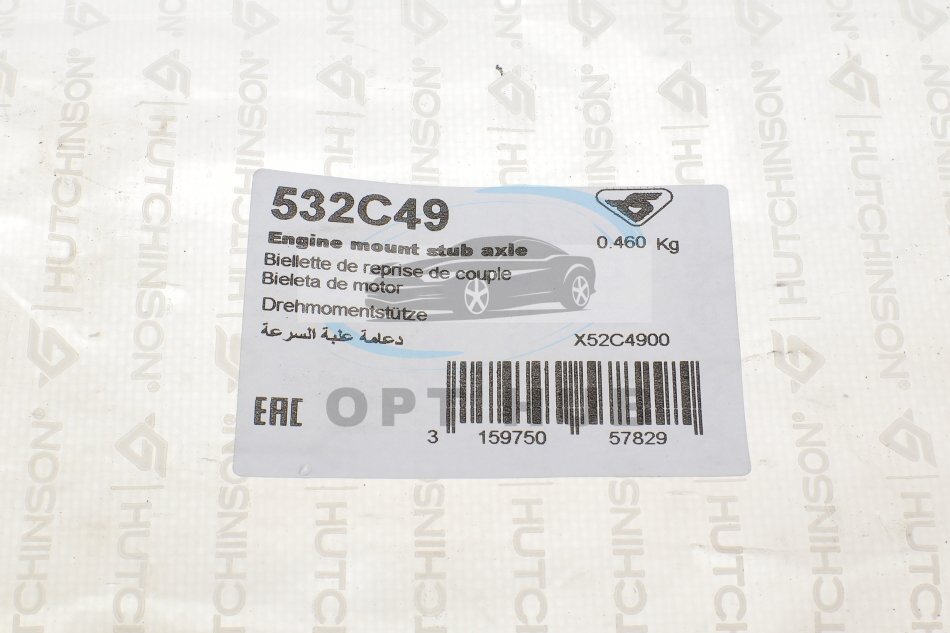 532C49
Engine mount stub axle
0.460 Kg
Biellette de reprise de couple
Bieleta de motor
Drehmomentstütze
دعامة علبة السرعة
X52C4900
EAC
3 159750 57829
HUTCHINSON